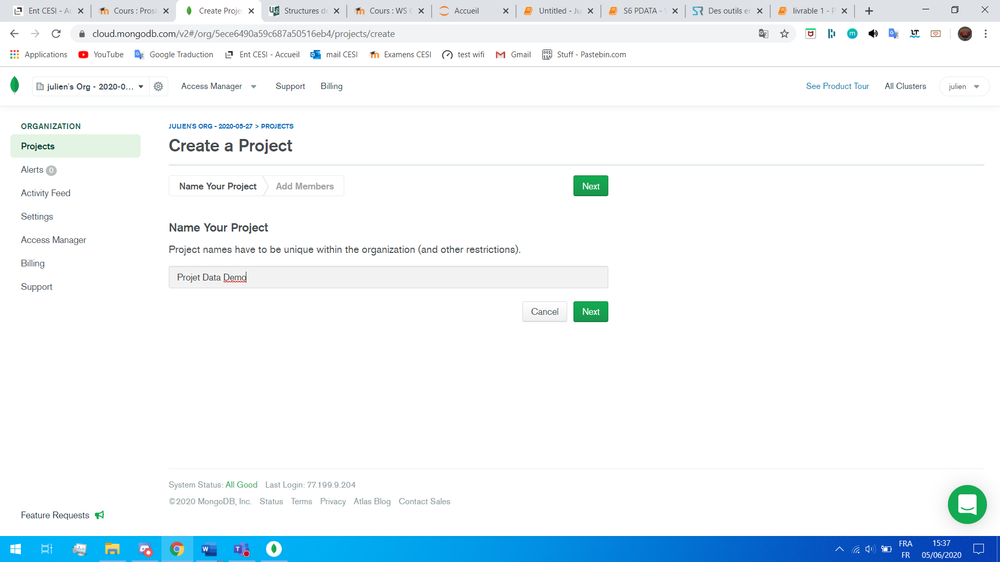 Ent CESI - Ac
Cours : Prosi
Create Proje
Structures de
Cours : WS C
Accueil
Untitled - Ju
S6 PDATA - V
Des outils en
livrable 1 - P
cloud.mongodb.com/v2#/org/5ece6490a59c687a50516eb4/projects/create
Applications YouTube Google Traduction Ent CESI - Accueil mail CESI Examens CESI test wifi Gmail Stuff - Pastebin.com
julien's Org - 2020-0... Access Manager Support Billing See Product Tour All Clusters julien
ORGANIZATION
Projects
Alerts 0
Activity Feed
Settings
Access Manager
Billing
Support
JULIEN'S ORG - 2020-05-27 > PROJECTS
Create a Project
Name Your Project Add Members Next
Name Your Project
Project names have to be unique within the organization (and other restrictions).
Projet Data Demo
Cancel Next
System Status: All Good Last Login: 77.199.9.204
©2020 MongoDB, Inc. Status Terms Privacy Atlas Blog Contact Sales
Feature Requests
FRA
FR
15:37
05/06/2020